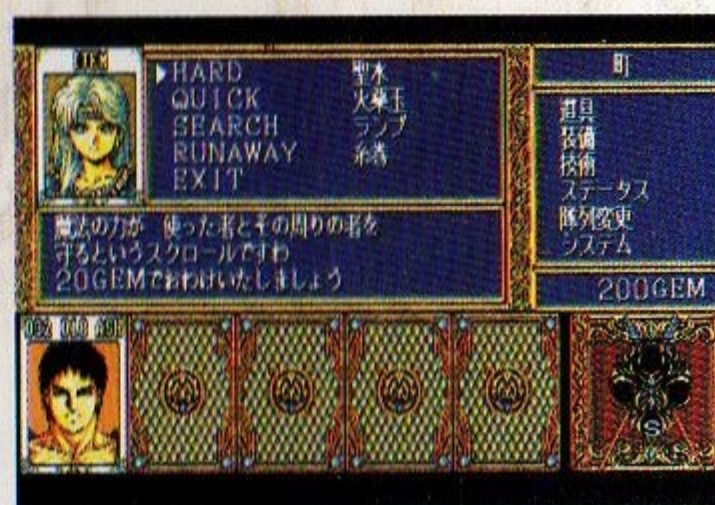 ITEM
HARD 聖水
QUICK 火薬玉
SEARCH ランプ
RUNAWAY 糸巻
EXIT
町
道具
装備
技術
ステータス
隊列変更
システム
魔法の力が 使った者とその周りの者を
守るというスクロールですわ
20GEMでおわけいたしましょう
200GEM
S